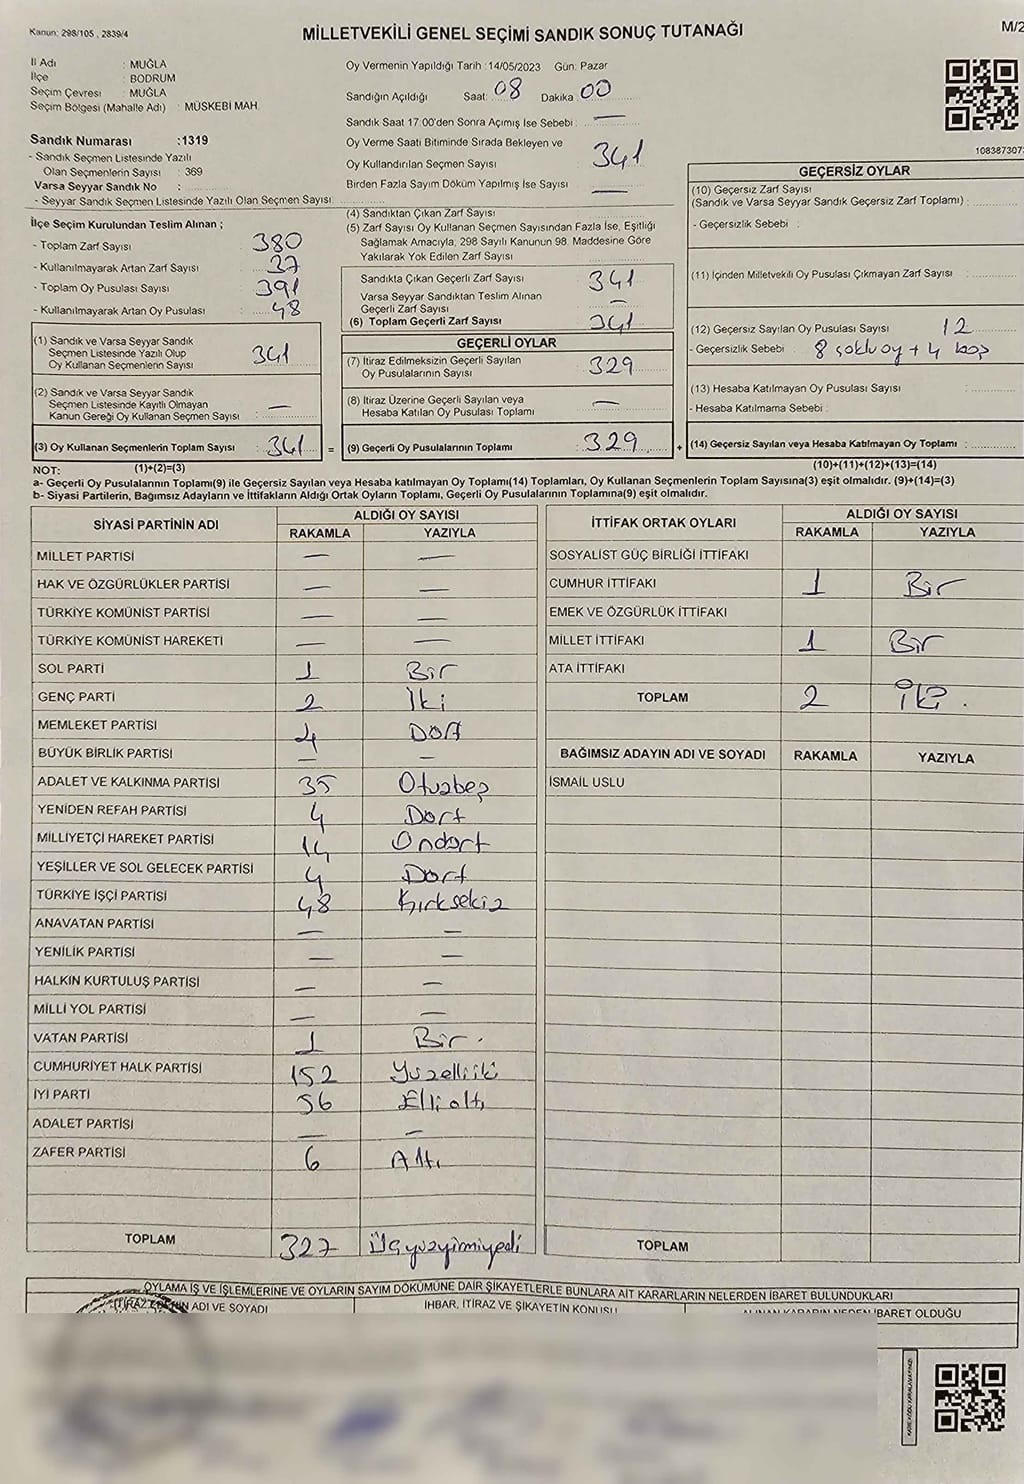 Kanun: 298/105 , 2839/4
MİLLETVEKİLİ GENEL SEÇİMİ SANDIK SONUÇ TUTANAĞI
M/2
İl Adı : MUĞLA
İlçe : BODRUM
Seçim Çevresi : MUĞLA
Seçim Bölgesi (Mahalle Adı) : MÜSKEBİ MAH.
Sandık Numarası :1319
- Sandık Seçmen Listesinde Yazılı
Olan Seçmenlerin Sayısı : 369
Varsa Seyyar Sandık No :
- Seyyar Sandık Seçmen Listesinde Yazılı Olan Seçmen Sayısı:
Oy Vermenin Yapıldığı Tarih :14/05/2023 Gün: Pazar
Sandığın Açıldığı Saat: 08 Dakika 00
Sandık Saat 17.00'den Sonra Açımış İse Sebebi : —
Oy Verme Saati Bitiminde Sırada Bekleyen ve
Oy Kullandırılan Seçmen Sayısı 341
Birden Fazla Sayım Döküm Yapılmış İse Sayısı —
108387307
İlçe Seçim Kurulundan Teslim Alınan ;
- Toplam Zarf Sayısı : 380
- Kullanılmayarak Artan Zarf Sayısı : 37
- Toplam Oy Pusulası Sayısı : 391
- Kullanılmayarak Artan Oy Pusulası : 48
(4) Sandıktan Çıkan Zarf Sayısı
(5) Zarf Sayısı Oy Kullanan Seçmen Sayısından Fazla İse, Eşitliği
Sağlamak Amacıyla, 298 Sayılı Kanunun 98. Maddesine Göre
Yakılarak Yok Edilen Zarf Sayısı
Sandıkta Çıkan Geçerli Zarf Sayısı 341
Varsa Seyyar Sandıktan Teslim Alınan
Geçerli Zarf Sayısı —
(6) Toplam Geçerli Zarf Sayısı 341
GEÇERSİZ OYLAR
(10) Geçersiz Zarf Sayısı
(Sandık ve Varsa Seyyar Sandık Geçersiz Zarf Toplamı) :
- Geçersizlik Sebebi :
(11) İçinden Milletvekili Oy Pusulası Çıkmayan Zarf Sayısı :
(12) Geçersiz Sayılan Oy Pusulası Sayısı : 12
- Geçersizlik Sebebi : 8 çoklu oy + 4 boş
(13) Hesaba Katılmayan Oy Pusulası Sayısı :
- Hesaba Katılmama Sebebi :
(14) Geçersiz Sayılan veya Hesaba Katılmayan Oy Toplamı :
(10)+(11)+(12)+(13)=(14)
(1) Sandık ve Varsa Seyyar Sandık
Seçmen Listesinde Yazılı Olup
Oy Kullanan Seçmenlerin Sayısı : 341
(2) Sandık ve Varsa Seyyar Sandık
Seçmen Listesinde Kayıtlı Olmayan
Kanun Gereği Oy Kullanan Seçmen Sayısı : —
(3) Oy Kullanan Seçmenlerin Toplam Sayısı : 341 =
(1)+(2)=(3)
GEÇERLİ OYLAR
(7) İtiraz Edilmeksizin Geçerli Sayılan
Oy Pusulalarının Sayısı : 329
(8) İtiraz Üzerine Geçerli Sayılan veya
Hesaba Katılan Oy Pusulası Toplamı : —
(9) Geçerli Oy Pusulalarının Toplamı : 329 +
NOT:
a- Geçerli Oy Pusulalarının Toplamı(9) ile Geçersiz Sayılan veya Hesaba katılmayan Oy Toplamı(14) Toplamları, Oy Kullanan Seçmenlerin Toplam Sayısına(3) eşit olmalıdır. (9)+(14)=(3)
b- Siyasi Partilerin, Bağımsız Adayların ve İttifakların Aldığı Ortak Oyların Toplamı, Geçerli Oy Pusulalarının Toplamına(9) eşit olmalıdır.
SİYASİ PARTİNİN ADI ALDIĞI OY SAYISI
RAKAMLA YAZIYLA
MİLLET PARTİSİ — —
HAK VE ÖZGÜRLÜKLER PARTİSİ — —
TÜRKİYE KOMÜNİST PARTİSİ — —
TÜRKİYE KOMÜNİST HAREKETİ — —
SOL PARTİ 1 Bir
GENÇ PARTİ 2 İki
MEMLEKET PARTİSİ 4 Dört
BÜYÜK BİRLİK PARTİSİ — —
ADALET VE KALKINMA PARTİSİ 35 Otuzbeş
YENİDEN REFAH PARTİSİ 4 Dört
MİLLİYETÇİ HAREKET PARTİSİ 14 Ondört
YEŞİLLER VE SOL GELECEK PARTİSİ 4 Dört
TÜRKİYE İŞÇİ PARTİSİ 48 Kırksekiz
ANAVATAN PARTİSİ — —
YENİLİK PARTİSİ — —
HALKIN KURTULUŞ PARTİSİ — —
MİLLİ YOL PARTİSİ — —
VATAN PARTİSİ 1 Bir.
CUMHURİYET HALK PARTİSİ 152 Yüzelliiki
İYİ PARTİ 56 Elli altı
ADALET PARTİSİ — —
ZAFER PARTİSİ 6 Altı
TOPLAM 327 Üçyüzyimiyedi
İTTİFAK ORTAK OYLARI ALDIĞI OY SAYISI
RAKAMLA YAZIYLA
SOSYALİST GÜÇ BİRLİĞİ İTTİFAKI
CUMHUR İTTİFAKI 1 Bir
EMEK VE ÖZGÜRLÜK İTTİFAKI
MİLLET İTTİFAKI 1 Bir
ATA İTTİFAKI
TOPLAM 2 İki.
BAĞIMSIZ ADAYIN ADI VE SOYADI RAKAMLA YAZIYLA
İSMAİL USLU
TOPLAM
OYLAMA İŞ VE İŞLEMLERİNE VE OYLARIN SAYIM DÖKÜMÜNE DAİR ŞİKAYETLERLE BUNLARA AİT KARARLARIN NELERDEN İBARET BULUNDUKLARI
İTİRAZ EDENİN ADI VE SOYADI İHBAR, İTİRAZ VE ŞİKAYETİN KONUSU ALINAN KARARIN NEDEN İBARET OLDUĞU